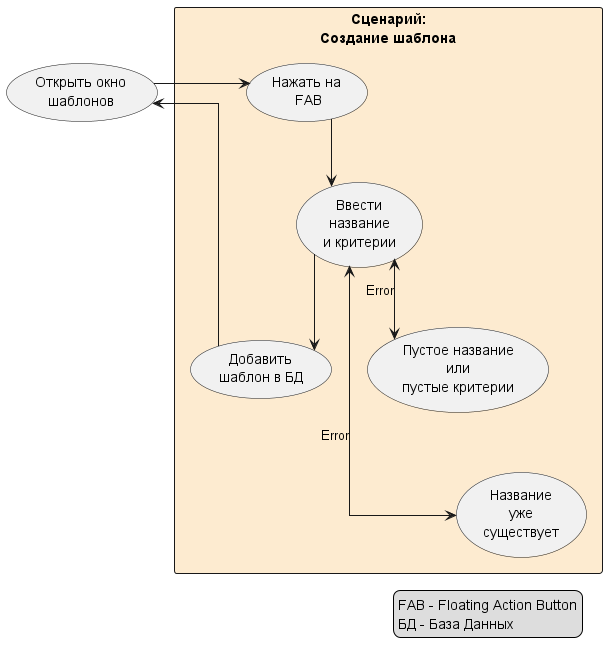 Сценарий:
Создание шаблона
Открыть окно
шаблонов
Нажать на
FAB
Ввести
название
и критерии
Error
Добавить
шаблон в БД
Пустое название
или
пустые критерии
Error
Название
уже
существует
FAB - Floating Action Button
БД - База Данных